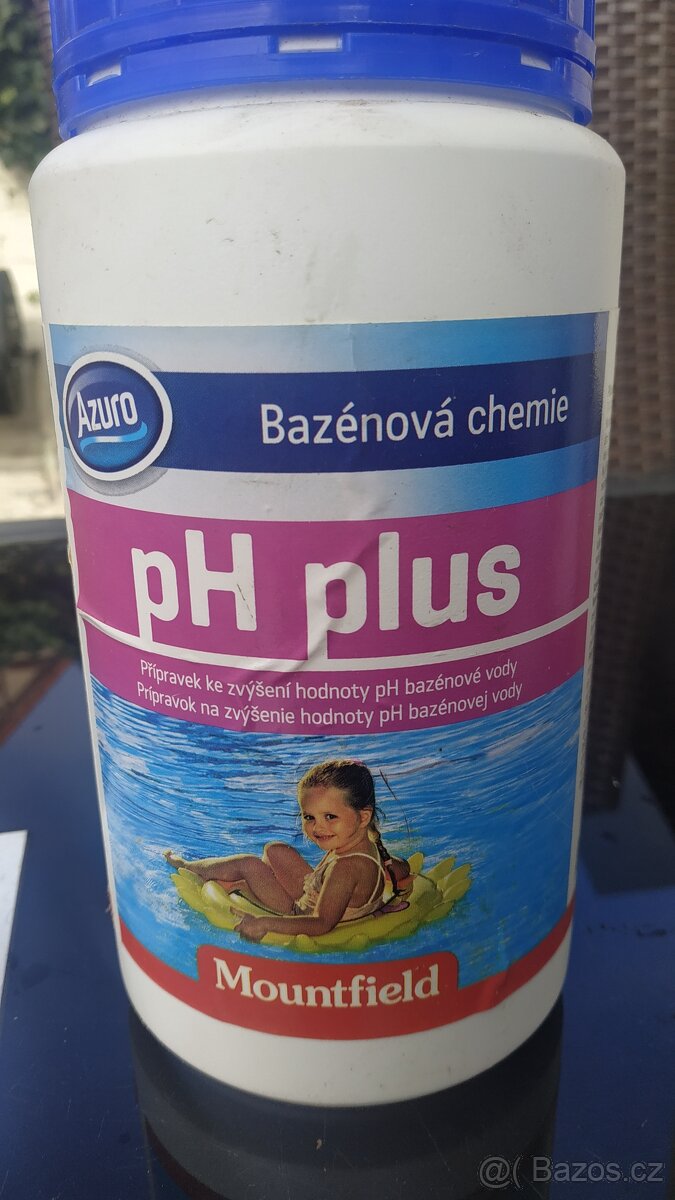 Azuro
Bazénová chemie
pH plus
Přípravek ke zvýšení hodnoty pH bazénové vody
Prípravok na zvýšenie hodnoty pH bazénovej vody
Mountfield
@( Bazos.cz